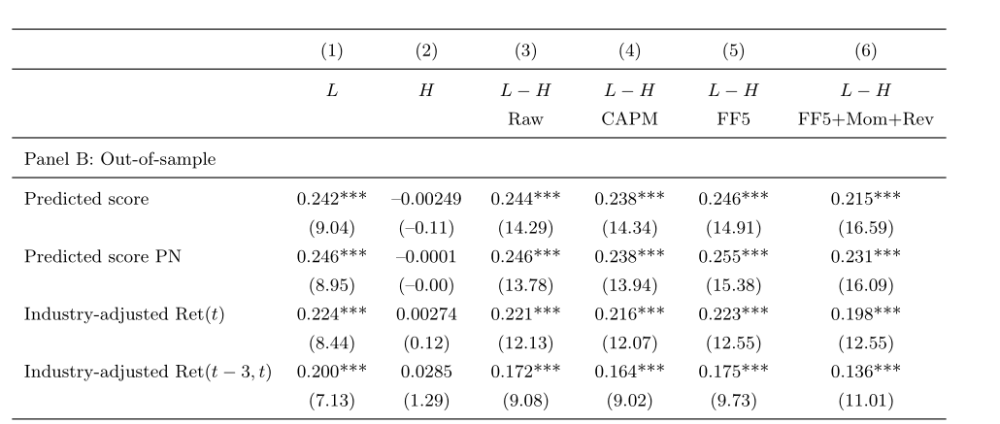 (1) (2) (3) (4) (5) (6)
L H L − H L − H L − H L − H
Raw CAPM FF5 FF5+Mom+Rev
Panel B: Out-of-sample
Predicted score 0.242*** –0.00249 0.244*** 0.238*** 0.246*** 0.215***
(9.04) (–0.11) (14.29) (14.34) (14.91) (16.59)
Predicted score PN 0.246*** –0.0001 0.246*** 0.238*** 0.255*** 0.231***
(8.95) (–0.00) (13.78) (13.94) (15.38) (16.09)
Industry-adjusted Ret(t) 0.224*** 0.00274 0.221*** 0.216*** 0.223*** 0.198***
(8.44) (0.12) (12.13) (12.07) (12.55) (12.55)
Industry-adjusted Ret(t − 3, t) 0.200*** 0.0285 0.172*** 0.164*** 0.175*** 0.136***
(7.13) (1.29) (9.08) (9.02) (9.73) (11.01)